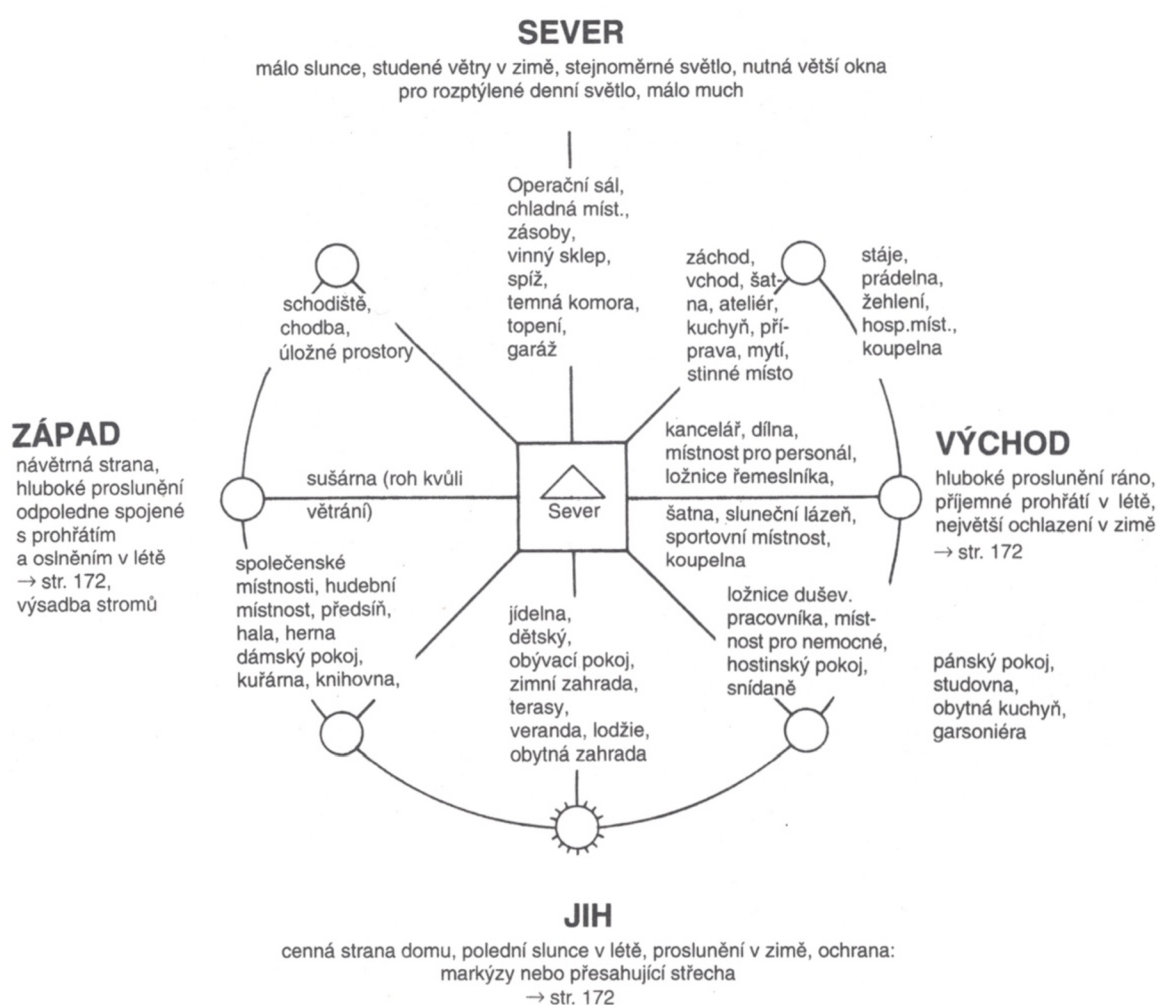 SEVER
málo slunce, studené větry v zimě, stejnoměrné světlo, nutná větší okna
pro rozptýlené denní světlo, málo much
Operační sál,
chladná míst.,
zásoby,
vinný sklep,
spíž,
temná komora,
topení,
garáž
schodiště,
chodba,
úložné prostory
záchod,
vchod, šat-
na, ateliér,
kuchyň, pří-
prava, mytí,
stinné místo
stáje,
prádelna,
žehlení,
hosp.míst.,
koupelna
ZÁPAD
návětrná strana,
hluboké proslunění
odpoledne spojené
s prohřátím
a oslněním v létě
→ str. 172,
výsadba stromů
sušárna (roh kvůli
větrání)
Sever
kancelář, dílna,
místnost pro personál,
ložnice řemeslníka,
šatna, sluneční lázeň,
sportovní místnost,
koupelna
VÝCHOD
hluboké proslunění ráno,
příjemné prohřátí v létě,
největší ochlazení v zimě
→ str. 172
společenské
místnosti, hudební
místnost, předsíň,
hala, herna
dámský pokoj,
kuřárna, knihovna,
jídelna,
dětský,
obývací pokoj,
zimní zahrada,
terasy,
veranda, lodžie,
obytná zahrada
ložnice dušev.
pracovníka, míst-
nost pro nemocné,
hostinský pokoj,
snídaně
pánský pokoj,
studovna,
obytná kuchyň,
garsoniéra
JIH
cenná strana domu, polední slunce v létě, proslunění v zimě, ochrana:
markýzy nebo přesahující střecha
→ str. 172